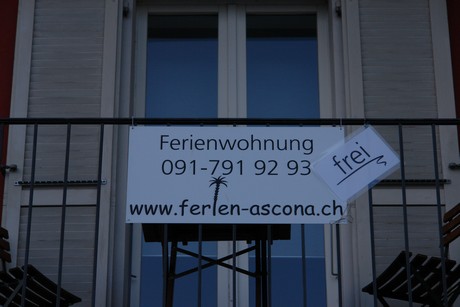 Ferienwohnung
091-791 92 93
frei
www.ferien-ascona.ch